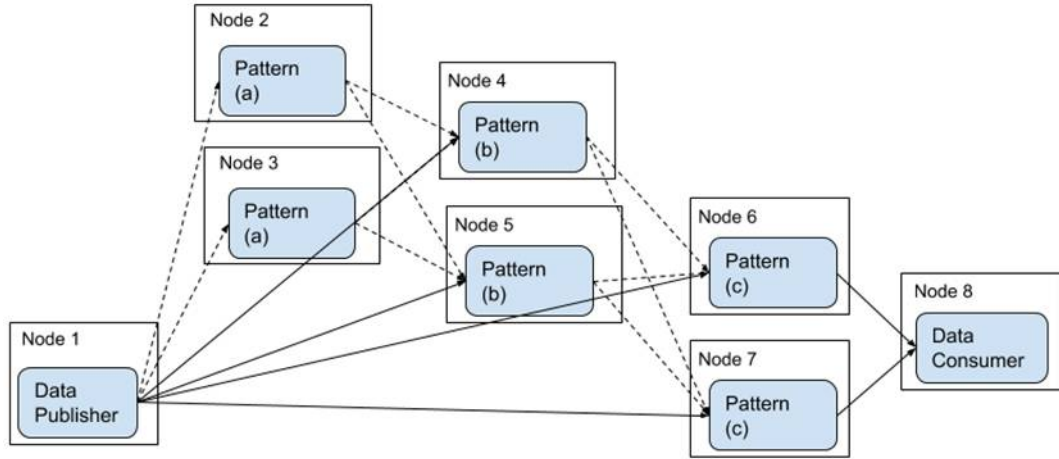 Node 2
Pattern
(a)
Node 4
Pattern
(b)
Node 3
Pattern
(a)
Node 5
Pattern
(b)
Node 6
Pattern
(c)
Node 8
Data
Consumer
Node 1
Data
Publisher
Node 7
Pattern
(c)